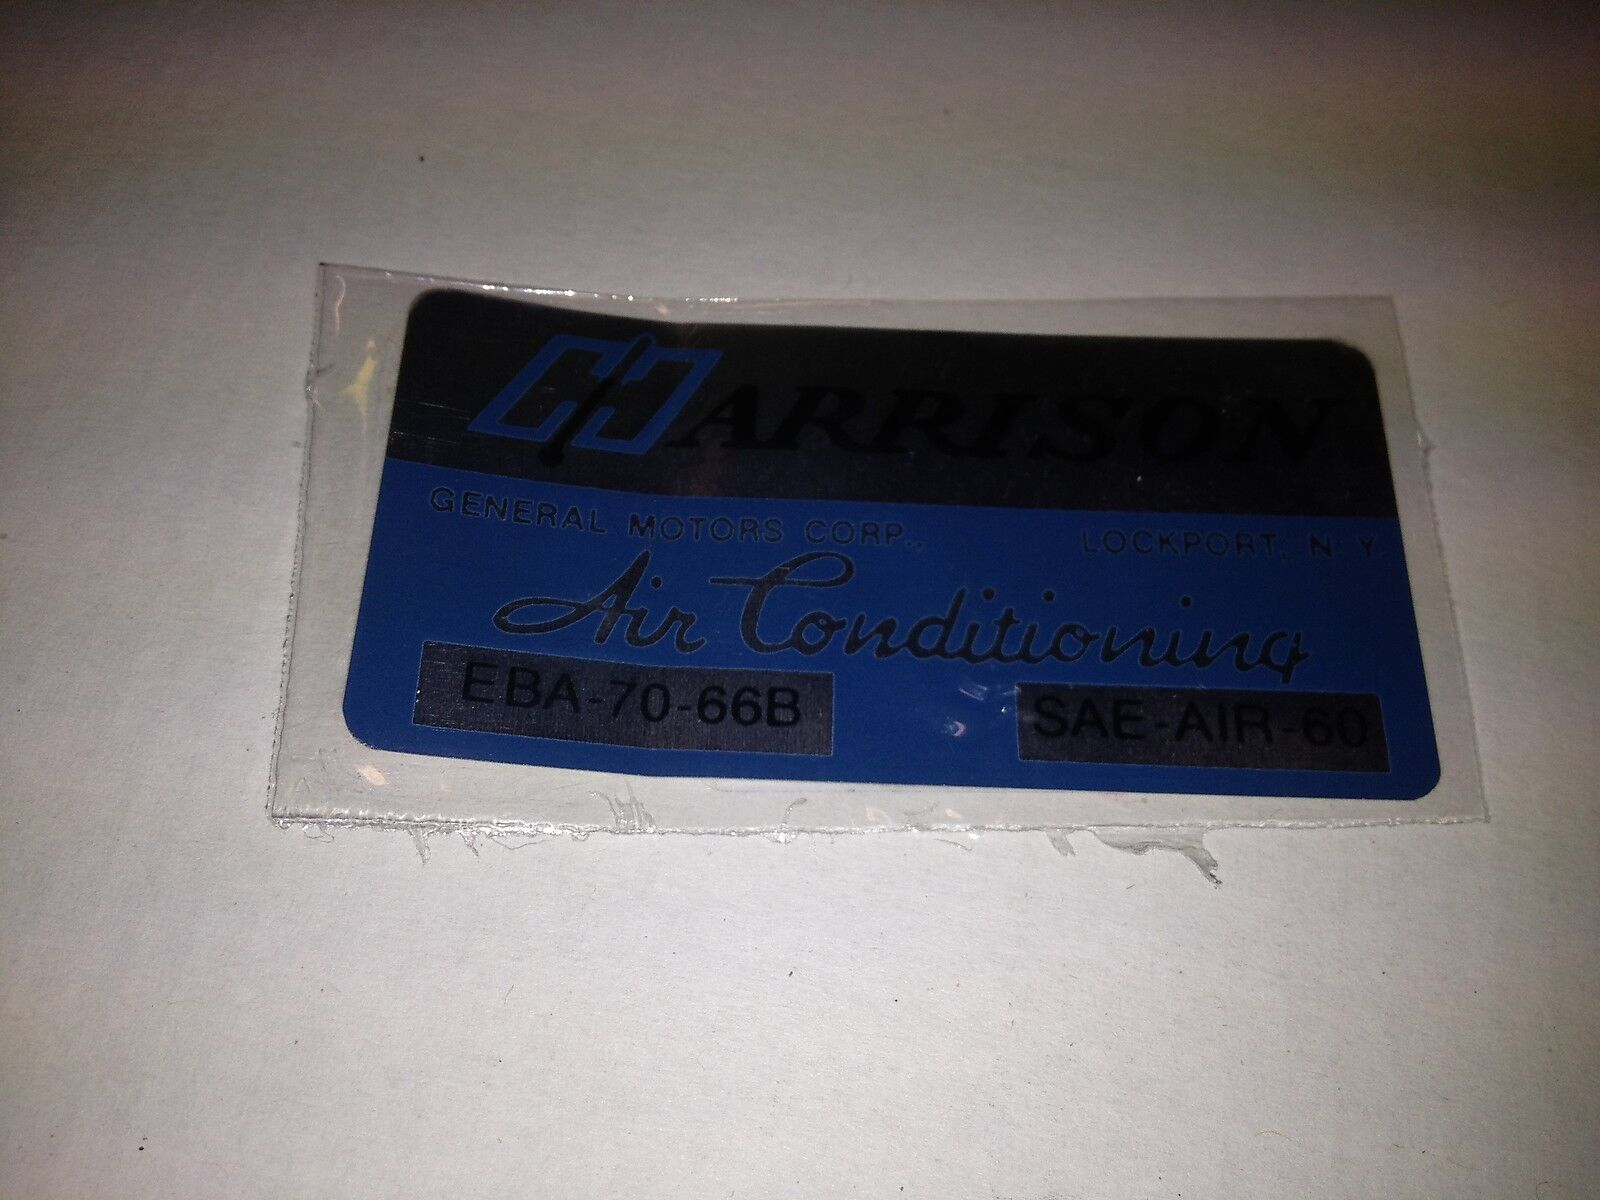 HARRISON
GENERAL MOTORS CORP., LOCKPORT, N. Y.
Air Conditioning
EBA-70-66B SAE-AIR-60